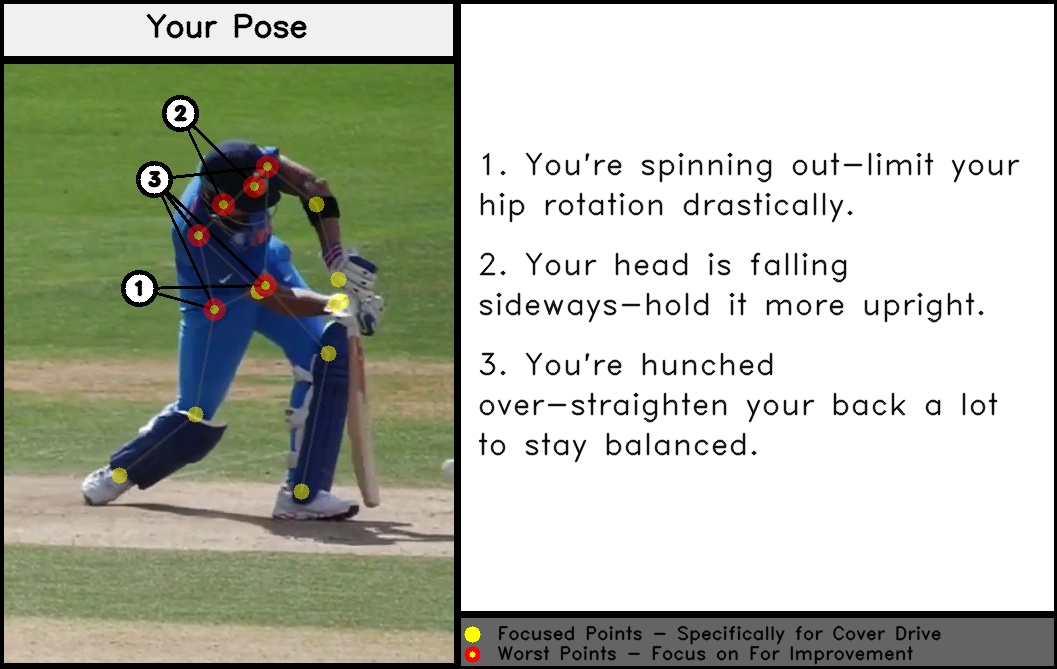 Your Pose
2
3
1
1. You're spinning out-limit your
hip rotation drastically.
2. Your head is falling
sideways-hold it more upright.
3. You're hunched
over-straighten your back a lot
to stay balanced.
Focused Points - Specifically for Cover Drive
Worst Points - Focus on For Improvement